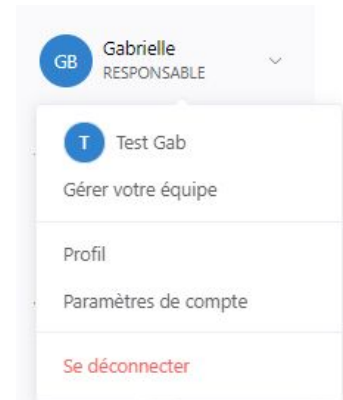 GB
Gabrielle
RESPONSABLE
T
Test Gab
Gérer votre équipe
Profil
Paramètres de compte
Se déconnecter